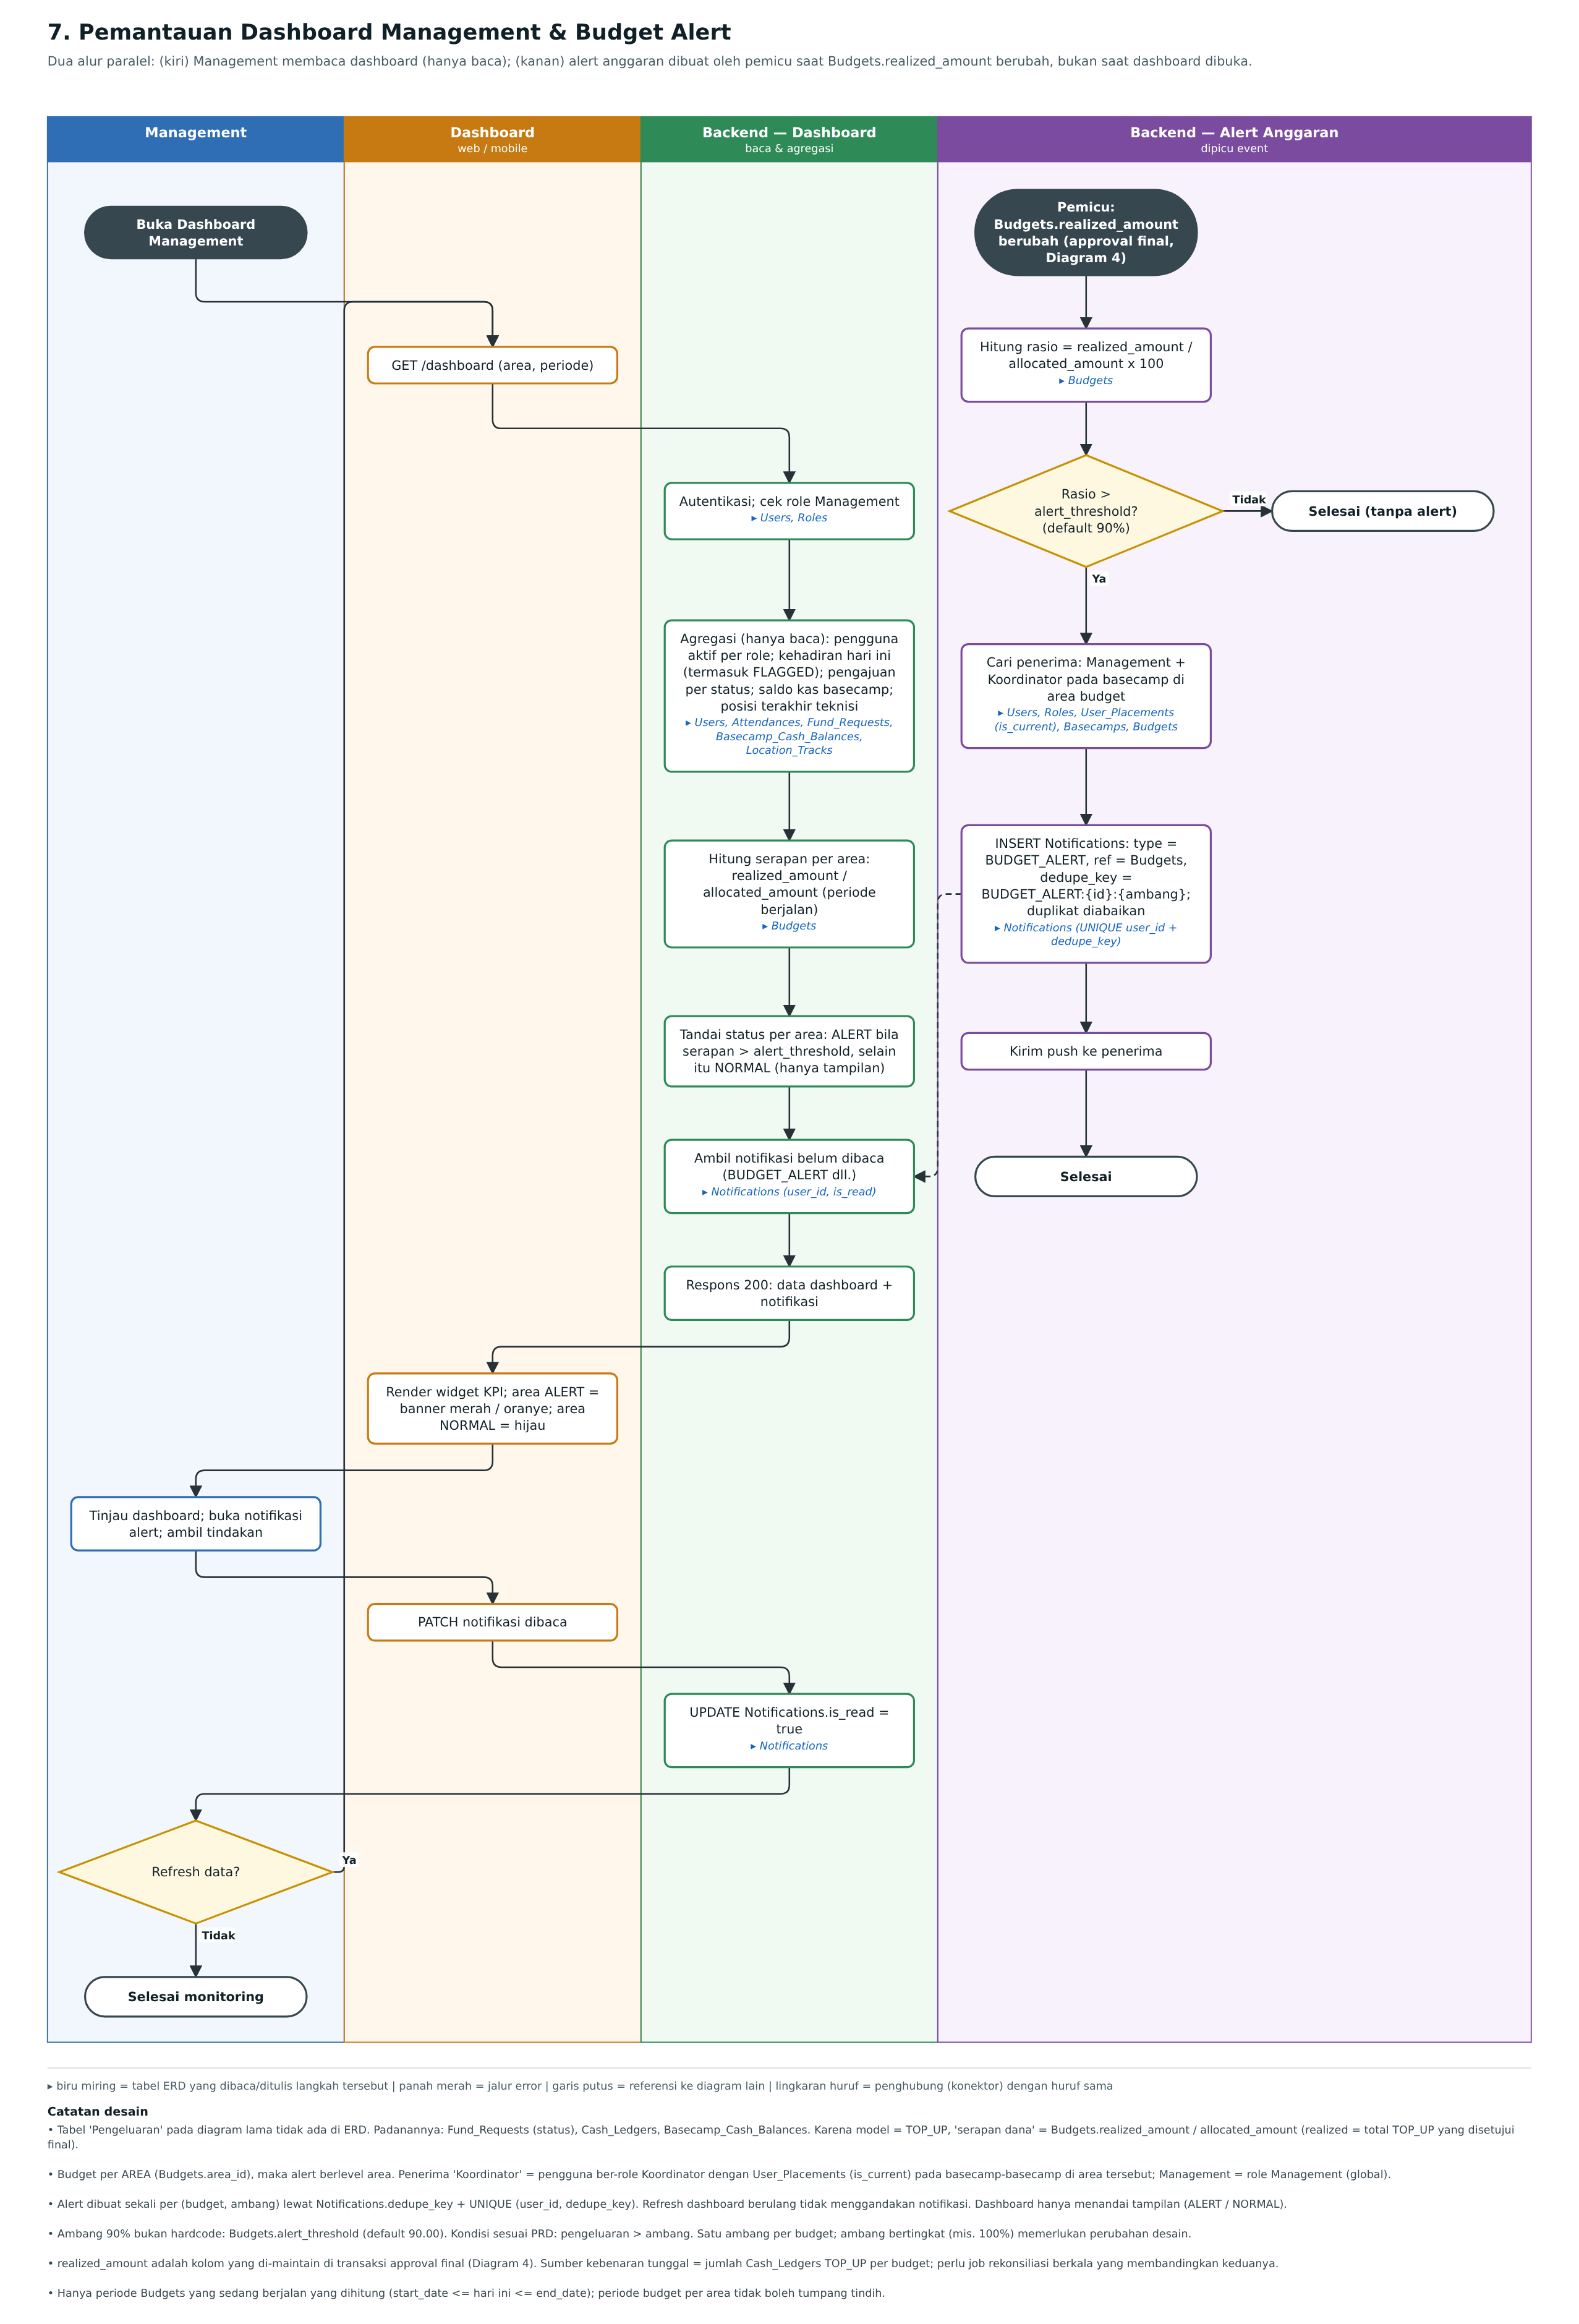 7. Pemantauan Dashboard Management & Budget Alert
Dua alur paralel: (kiri) Management membaca dashboard (hanya baca); (kanan) alert anggaran dibuat oleh pemicu saat Budgets.realized_amount berubah, bukan saat dashboard dibuka.
Management
Dashboard
web / mobile
Backend — Dashboard
baca & agregasi
Backend — Alert Anggaran
dipicu event
Buka Dashboard
Management
Pemicu:
Budgets.realized_amount
berubah (approval final,
Diagram 4)
GET /dashboard (area, periode)
Hitung rasio = realized_amount /
allocated_amount x 100
▸ Budgets
Autentikasi; cek role Management
▸ Users, Roles
Rasio >
alert_threshold?
(default 90%)
Tidak
Selesai (tanpa alert)
Ya
Agregasi (hanya baca): pengguna
aktif per role; kehadiran hari ini
(termasuk FLAGGED); pengajuan
per status; saldo kas basecamp;
posisi terakhir teknisi
▸ Users, Attendances, Fund_Requests,
Basecamp_Cash_Balances,
Location_Tracks
Cari penerima: Management +
Koordinator pada basecamp di
area budget
▸ Users, Roles, User_Placements
(is_current), Basecamps, Budgets
Hitung serapan per area:
realized_amount /
allocated_amount (periode
berjalan)
▸ Budgets
INSERT Notifications: type =
BUDGET_ALERT, ref = Budgets,
dedupe_key =
BUDGET_ALERT:{id}:{ambang};
duplikat diabaikan
▸ Notifications (UNIQUE user_id +
dedupe_key)
Tandai status per area: ALERT bila
serapan > alert_threshold, selain
itu NORMAL (hanya tampilan)
Kirim push ke penerima
Ambil notifikasi belum dibaca
(BUDGET_ALERT dll.)
▸ Notifications (user_id, is_read)
Selesai
Respons 200: data dashboard +
notifikasi
Render widget KPI; area ALERT =
banner merah / oranye; area
NORMAL = hijau
Tinjau dashboard; buka notifikasi
alert; ambil tindakan
PATCH notifikasi dibaca
UPDATE Notifications.is_read =
true
▸ Notifications
Refresh data?
Ya
Tidak
Selesai monitoring
▸ biru miring = tabel ERD yang dibaca/ditulis langkah tersebut | panah merah = jalur error | garis putus = referensi ke diagram lain | lingkaran huruf = penghubung (konektor) dengan huruf sama
Catatan desain
• Tabel 'Pengeluaran' pada diagram lama tidak ada di ERD. Padanannya: Fund_Requests (status), Cash_Ledgers, Basecamp_Cash_Balances. Karena model = TOP_UP, 'serapan dana' = Budgets.realized_amount / allocated_amount (realized = total TOP_UP yang disetujui
final).
• Budget per AREA (Budgets.area_id), maka alert berlevel area. Penerima 'Koordinator' = pengguna ber-role Koordinator dengan User_Placements (is_current) pada basecamp-basecamp di area tersebut; Management = role Management (global).
• Alert dibuat sekali per (budget, ambang) lewat Notifications.dedupe_key + UNIQUE (user_id, dedupe_key). Refresh dashboard berulang tidak menggandakan notifikasi. Dashboard hanya menandai tampilan (ALERT / NORMAL).
• Ambang 90% bukan hardcode: Budgets.alert_threshold (default 90.00). Kondisi sesuai PRD: pengeluaran > ambang. Satu ambang per budget; ambang bertingkat (mis. 100%) memerlukan perubahan desain.
• realized_amount adalah kolom yang di-maintain di transaksi approval final (Diagram 4). Sumber kebenaran tunggal = jumlah Cash_Ledgers TOP_UP per budget; perlu job rekonsiliasi berkala yang membandingkan keduanya.
• Hanya periode Budgets yang sedang berjalan yang dihitung (start_date <= hari ini <= end_date); periode budget per area tidak boleh tumpang tindih.